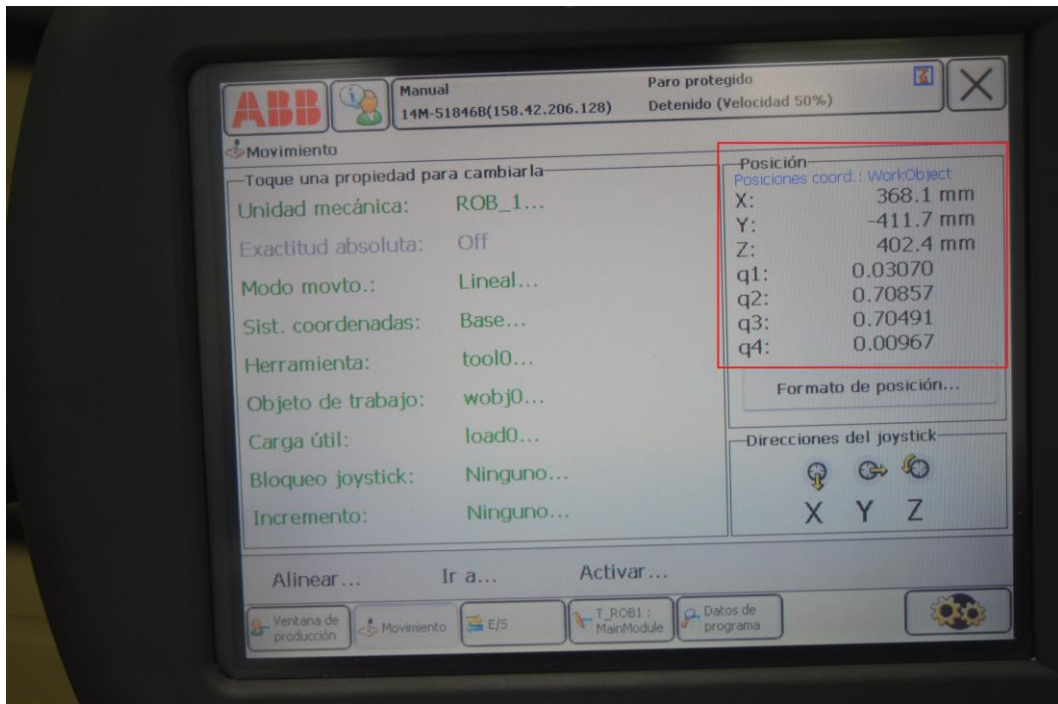 ABB
Manual
14M-51846B(158.42.206.128)
Paro protegido
Detenido (Velocidad 50%)
Movimiento
Toque una propiedad para cambiarla
Unidad mecánica: ROB_1...
Exactitud absoluta: Off
Modo movto.: Lineal...
Sist. coordenadas: Base...
Herramienta: tool0...
Objeto de trabajo: wobj0...
Carga útil: load0...
Bloqueo joystick: Ninguno...
Incremento: Ninguno...
Posición
Posiciones coord.: WorkObject
X: 368.1 mm
Y: -411.7 mm
Z: 402.4 mm
q1: 0.03070
q2: 0.70857
q3: 0.70491
q4: 0.00967
Formato de posición...
Direcciones del joystick
X Y Z
Alinear... Ir a... Activar...
Ventana de
producción
Movimiento
E/S
T_ROB1 :
MainModule
Datos de
programa